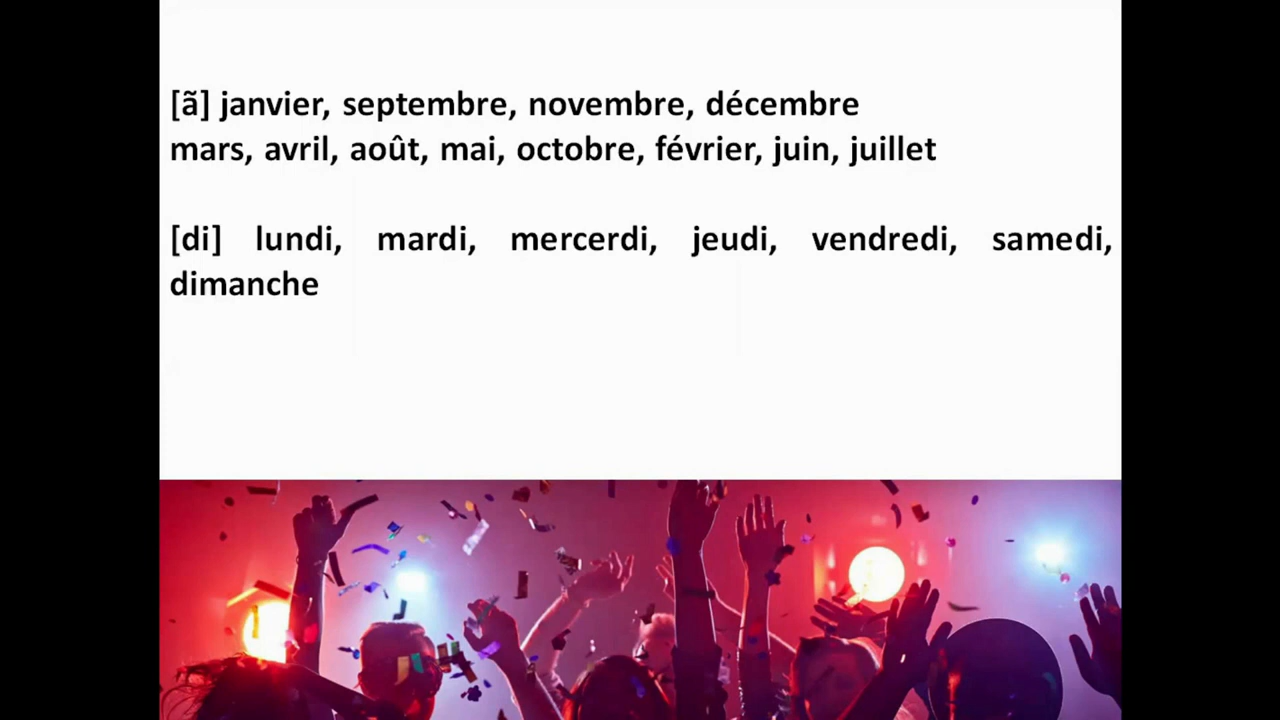 [ã] janvier, septembre, novembre, décembre
mars, avril, août, mai, octobre, février, juin, juillet
[di] lundi, mardi, mercerdi, jeudi, vendredi, samedi,
dimanche